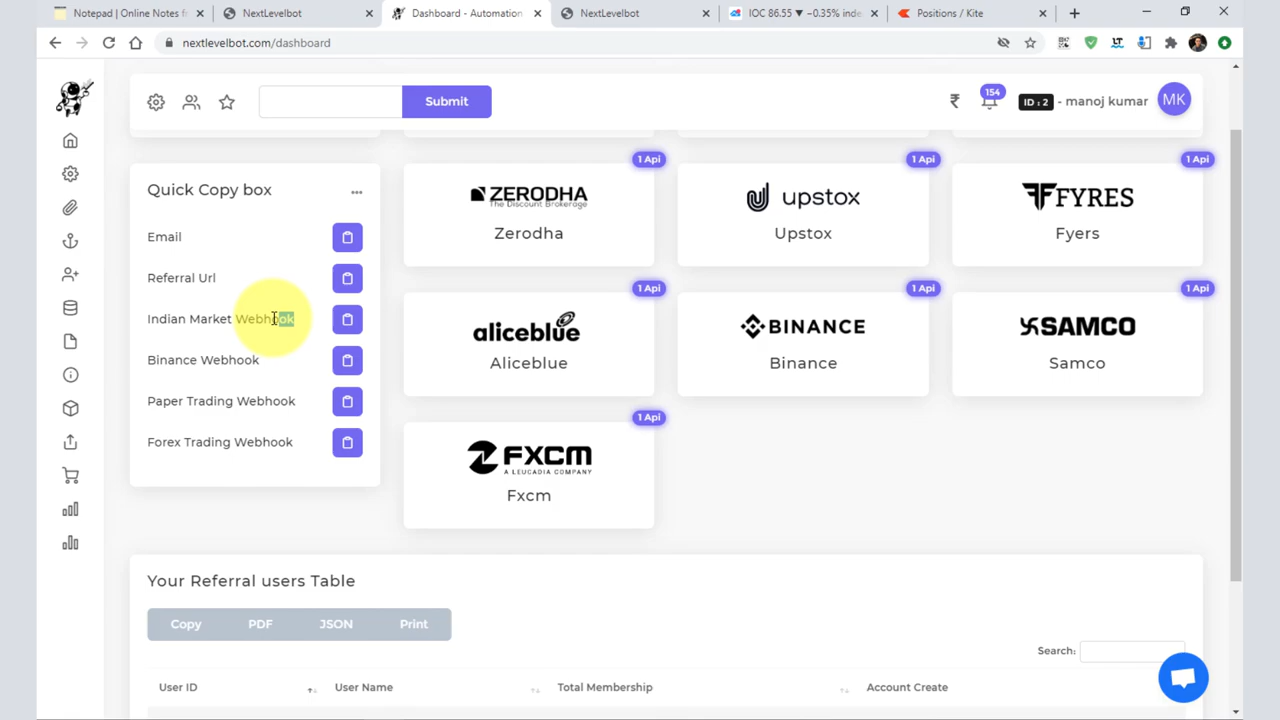 Notepad | Online Notes f
NextLevelbot
Dashboard - Automation
NextLevelbot
ICICI 86.55 ▼ −0.35% inde
Positions / Kite
nextlevelbot.com/dashboard
Submit
₹
154
ID : 2 - manoj kumar
MK
Quick Copy box
Email
Referral Url
Indian Market Webhook
Binance Webhook
Paper Trading Webhook
Forex Trading Webhook
1 Api
1 Api
1 Api
ZERODHA
The Discount Brokerage
Zerodha
upstox
Upstox
FYRES
Fyers
1 Api
1 Api
1 Api
aliceblue
Aliceblue
BINANCE
Binance
SAMCO
Samco
1 Api
FXCM
A LEUCADIA COMPANY
Fxcm
Your Referral users Table
Copy PDF JSON Print
Search:
User ID User Name Total Membership Account Create